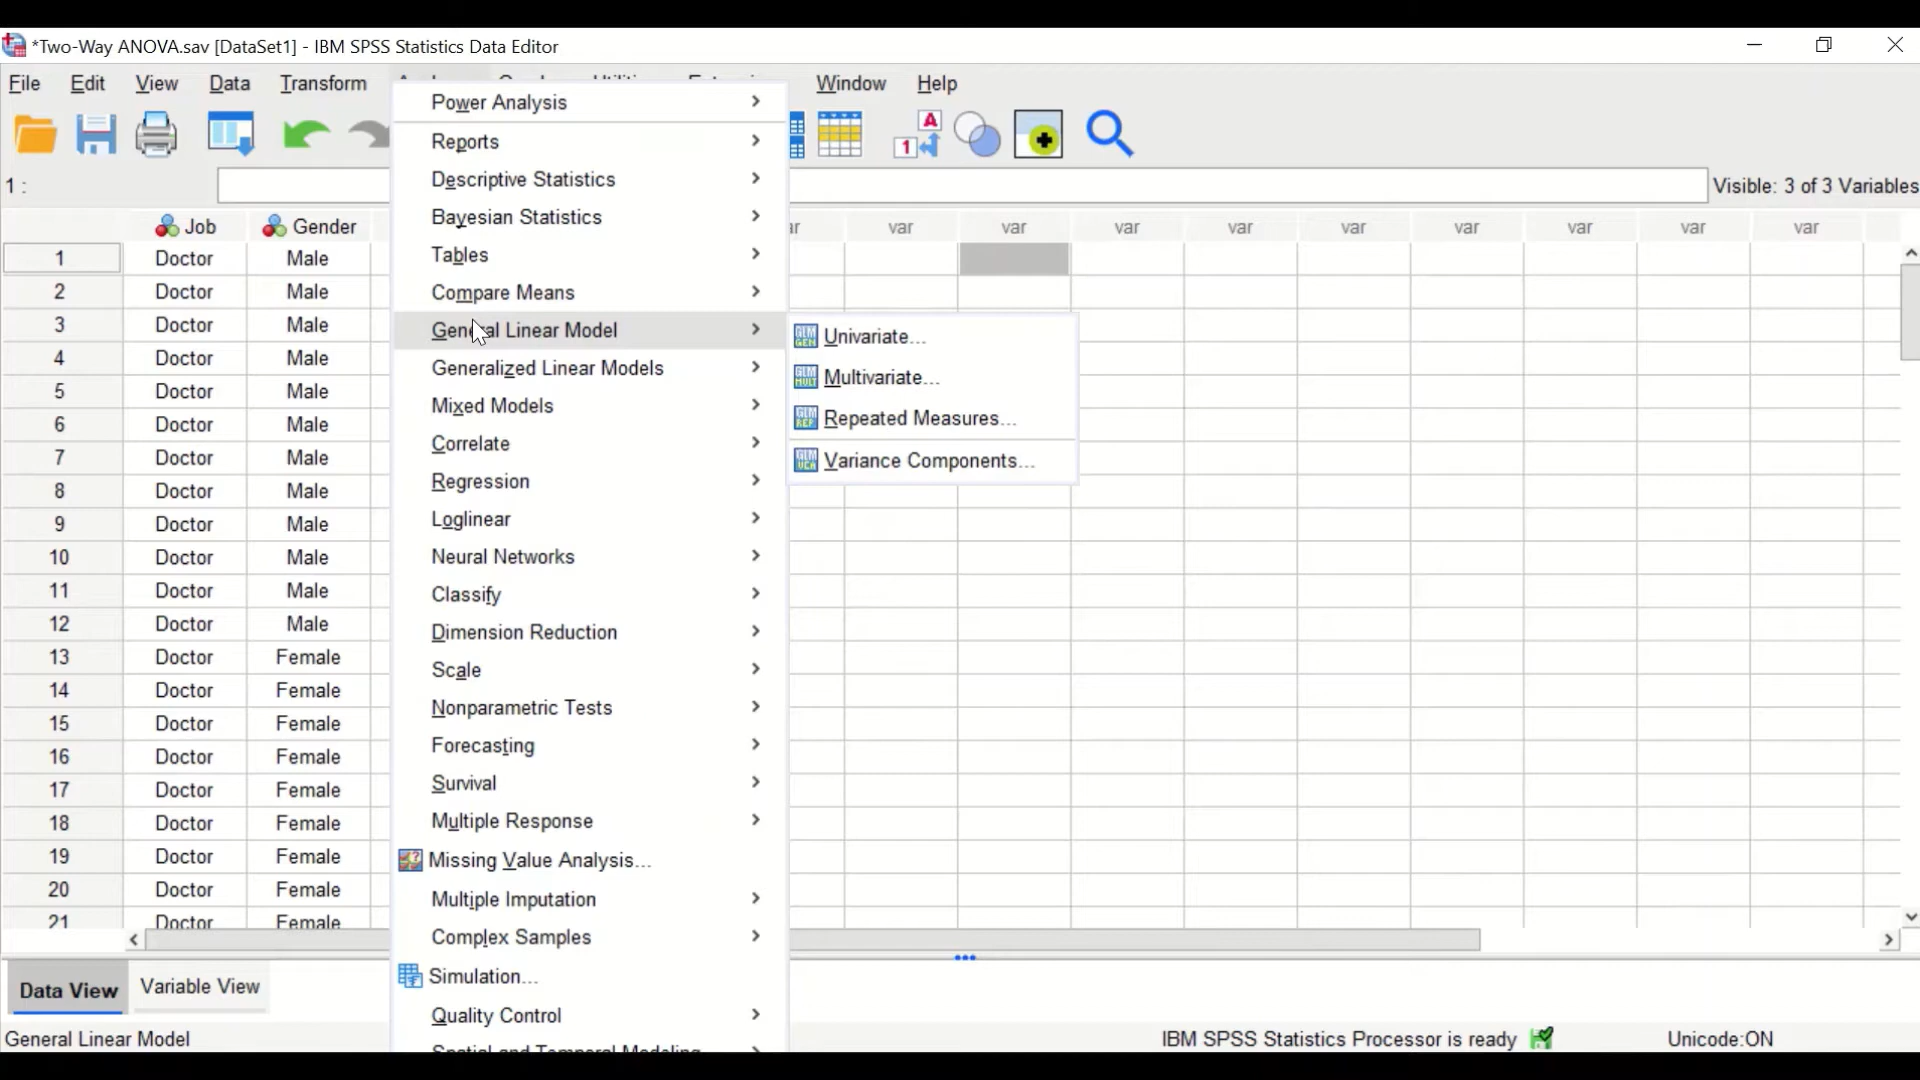 *Two-Way ANOVA.sav [DataSet1] - IBM SPSS Statistics Data Editor
File Edit View Data Transform Window Help
1 :
Visible: 3 of 3 Variables
Job Gender var var var var var var var var var
1 Doctor Male
2 Doctor Male
3 Doctor Male
4 Doctor Male
5 Doctor Male
6 Doctor Male
7 Doctor Male
8 Doctor Male
9 Doctor Male
10 Doctor Male
11 Doctor Male
12 Doctor Male
13 Doctor Female
14 Doctor Female
15 Doctor Female
16 Doctor Female
17 Doctor Female
18 Doctor Female
19 Doctor Female
20 Doctor Female
21 Doctor Female
Power Analysis
Reports
Descriptive Statistics
Bayesian Statistics
Tables
Compare Means
General Linear Model
Generalized Linear Models
Mixed Models
Correlate
Regression
Loglinear
Neural Networks
Classify
Dimension Reduction
Scale
Nonparametric Tests
Forecasting
Survival
Multiple Response
Missing Value Analysis...
Multiple Imputation
Complex Samples
Simulation...
Quality Control
Spatial and Temporal Modeling
Univariate...
Multivariate...
Repeated Measures...
Variance Components...
Data View Variable View
General Linear Model
IBM SPSS Statistics Processor is ready Unicode:ON